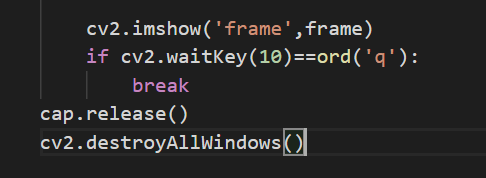 cv2.imshow('frame',frame)
if cv2.waitKey(10)==ord('q'):
break
cap.release()
cv2.destroyAllWindows()